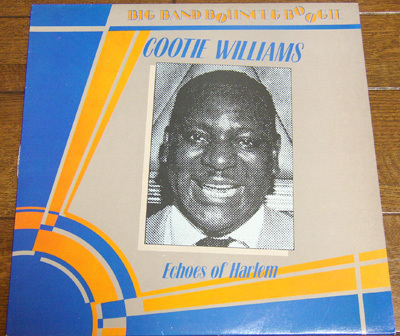 BIG BAND BOUNCE & BOOGIE
COOTIE WILLIAMS
Echoes of Harlem